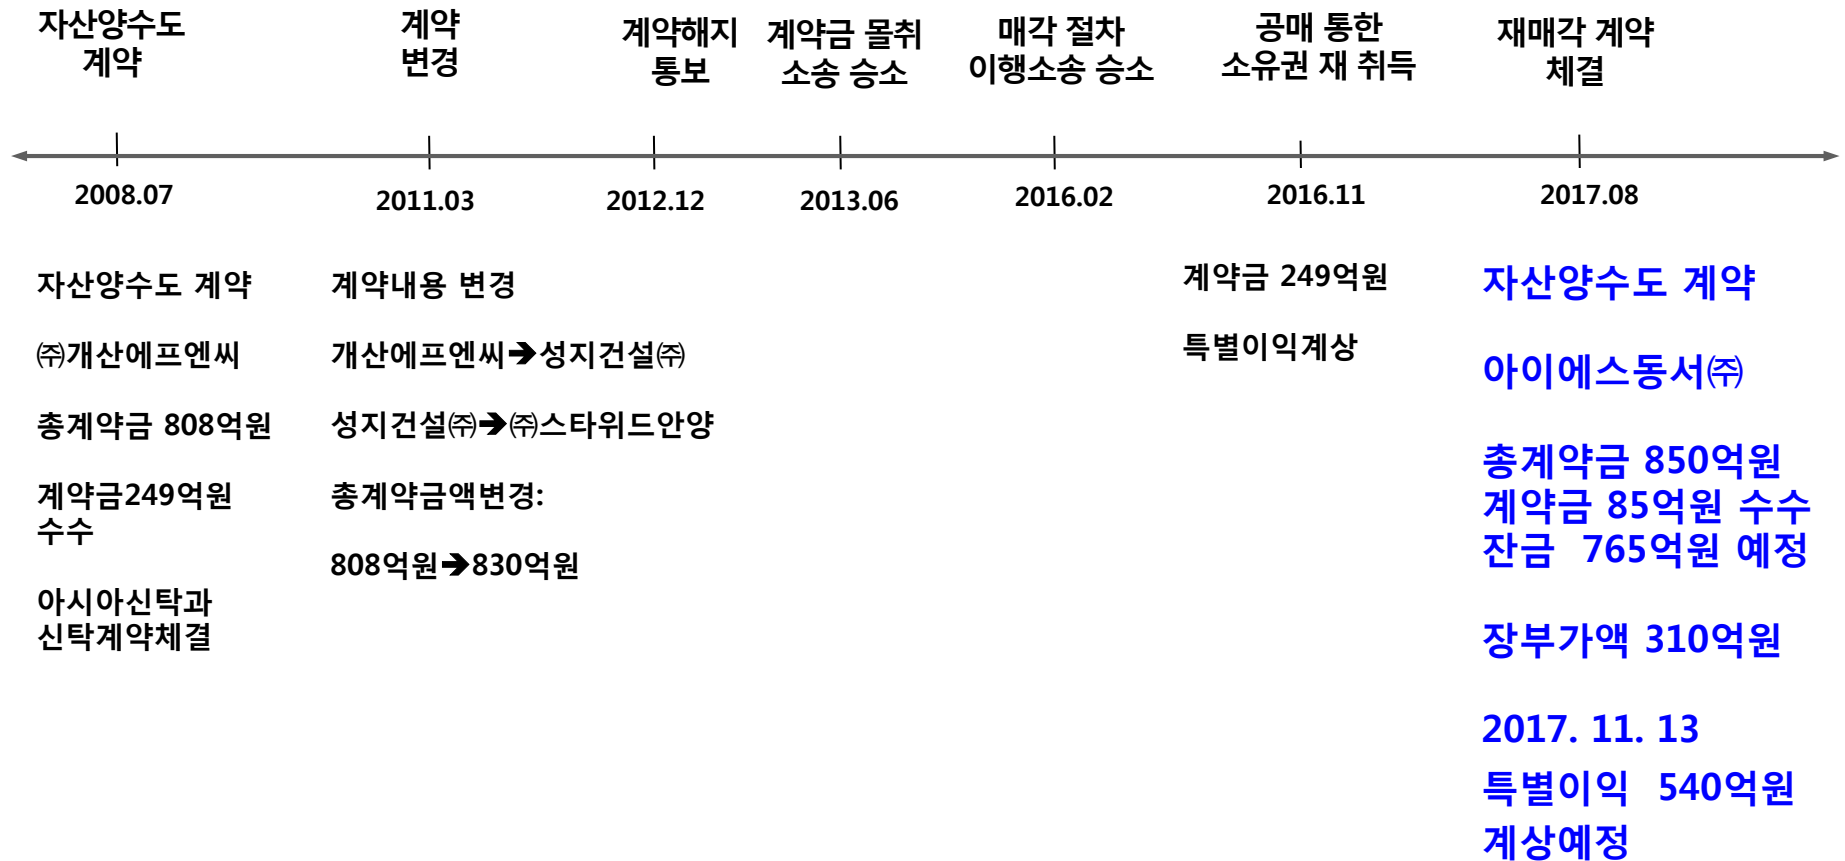 자산양수도
계약
계약
변경
계약해지
통보
계약금 몰취
소송 승소
매각 절차
이행소송 승소
공매 통한
소유권 재 취득
재매각 계약
체결
2008.07
2011.03
2012.12
2013.06
2016.02
2016.11
2017.08
자산양수도 계약
㈜개산에프엔씨
총계약금 808억원
계약금249억원
수수
아시아신탁과
신탁계약체결
계약내용 변경
개산에프엔씨➔성지건설㈜
성지건설㈜➔㈜스타위드안양
총계약금액변경:
808억원➔830억원
계약금 249억원
특별이익계상
자산양수도 계약
아이에스동서㈜
총계약금 850억원
계약금 85억원 수수
잔금 765억원 예정
장부가액 310억원
2017. 11. 13
특별이익 540억원
계상예정